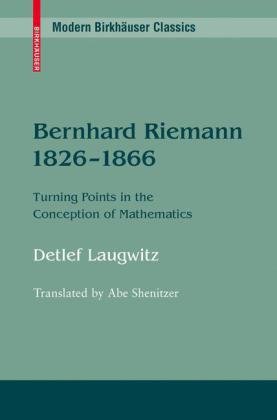 BIRKHÄUSER
Modern Birkhäuser Classics
Bernhard Riemann
1826–1866
Turning Points in the
Conception of Mathematics
Detlef Laugwitz
Translated by Abe Shenitzer